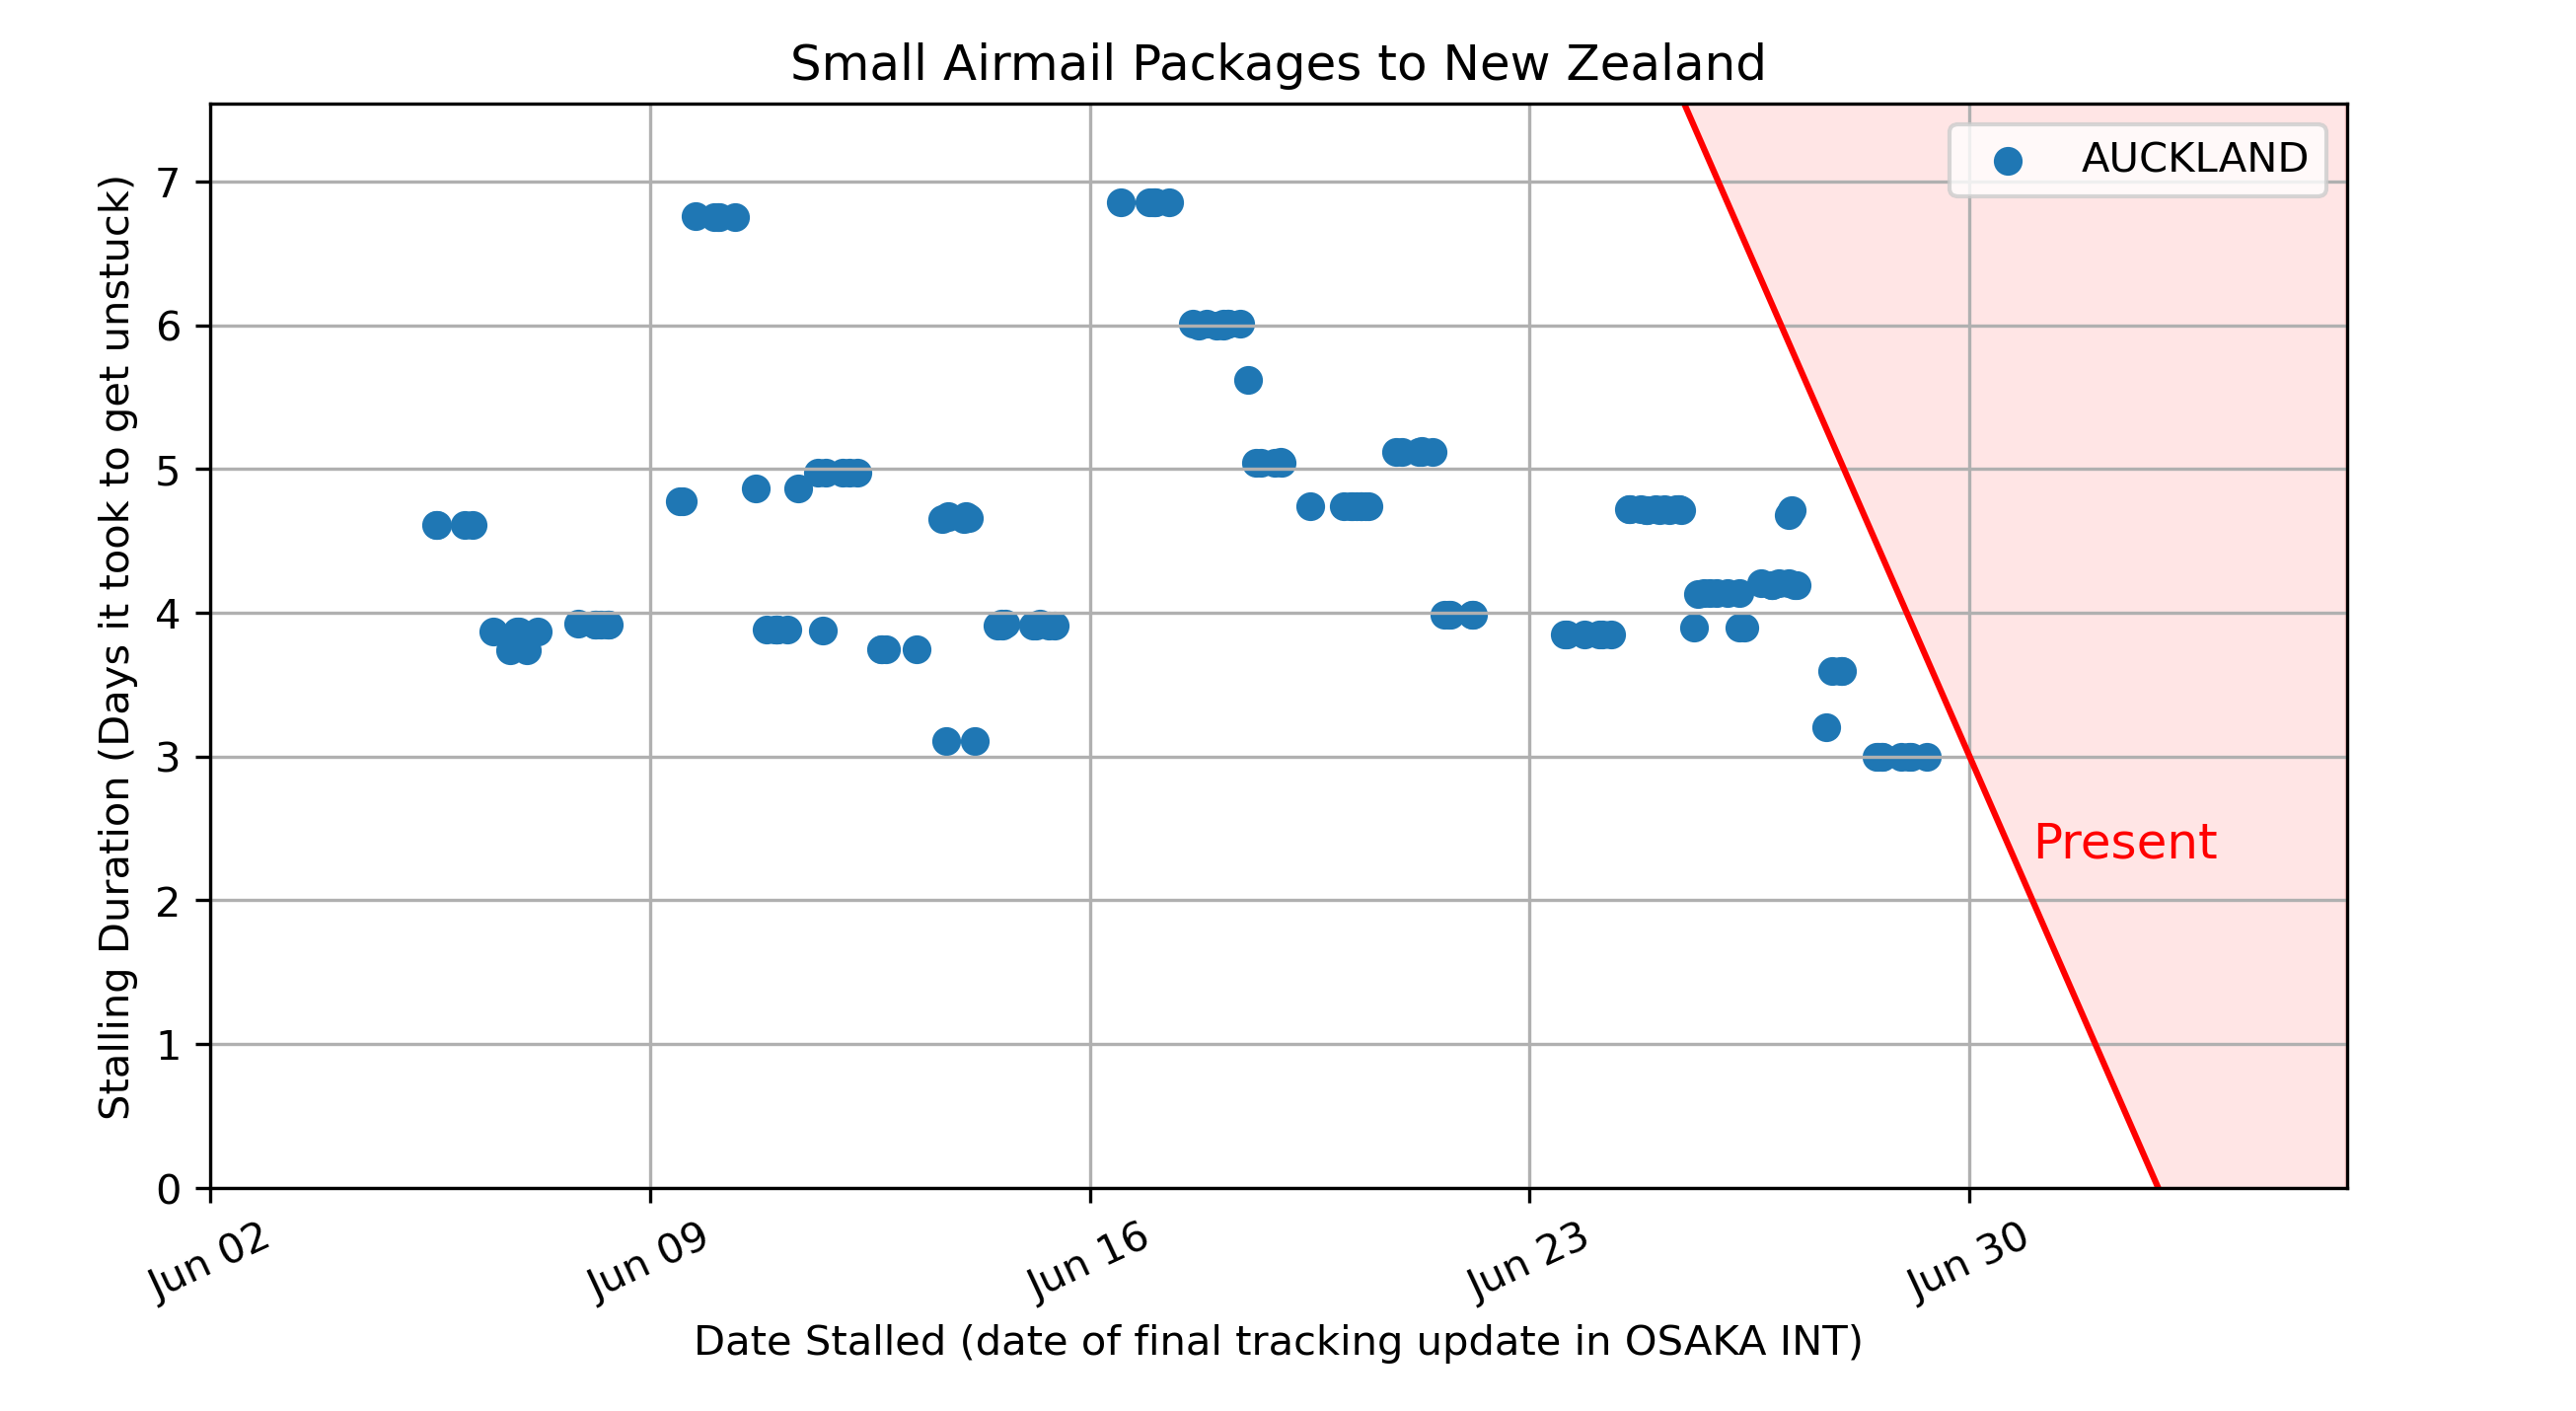 Small Airmail Packages to New Zealand
AUCKLAND
Stalling Duration (Days it took to get unstuck)
7
6
5
4
3
2
1
0
Present
Jun 02
Jun 09
Jun 16
Jun 23
Jun 30
Date Stalled (date of final tracking update in OSAKA INT)